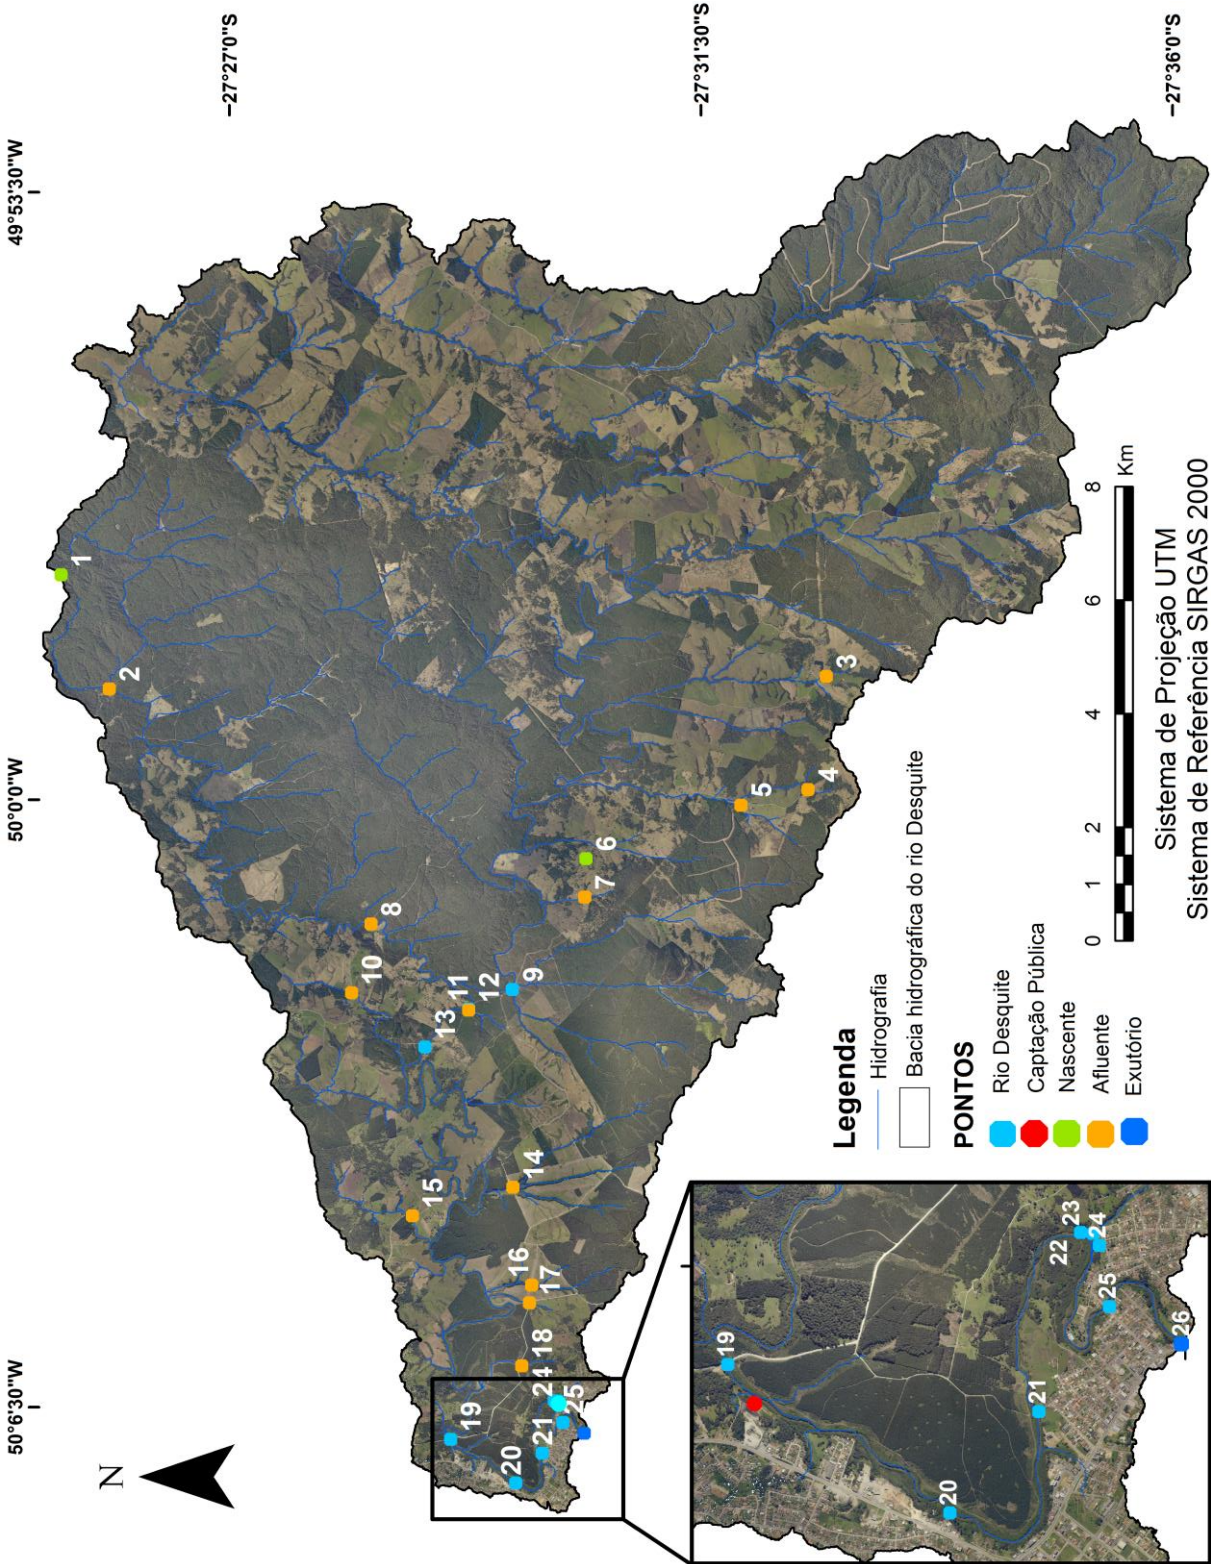 50°6'30"W
50°0'0"W
49°53'30"W
−27°27'0"S
−27°31'30"S
−27°36'0"S
N
1
2
3
4
5
6
7
8
9
10
11
12
13
14
15
16
17
18
19
20
21
24
25
19
20
21
22
23
24
25
26
Legenda
Hidrografia
Bacia hidrográfica do rio Desquite
PONTOS
Rio Desquite
Captação Pública
Nascente
Afluente
Exutório
0 1 2 4 6 8
Km
Sistema de Projeção UTM
Sistema de Referência SIRGAS 2000